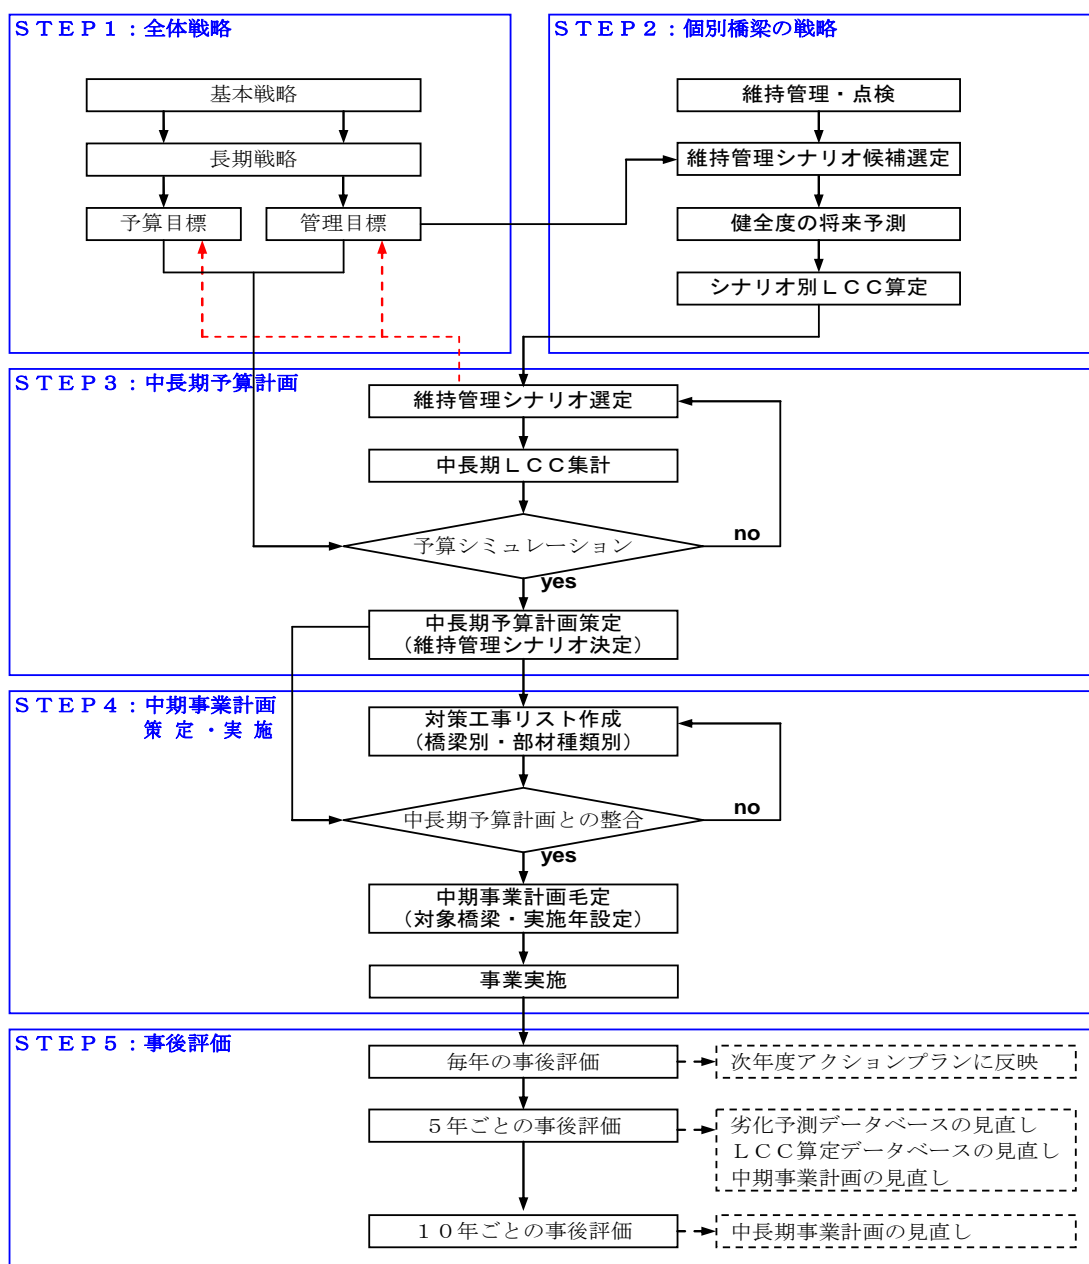 ＳＴＥＰ１：全体戦略
基本戦略
長期戦略
予算目標
管理目標
ＳＴＥＰ２：個別橋梁の戦略
維持管理・点検
維持管理シナリオ候補選定
健全度の将来予測
シナリオ別ＬＣＣ算定
ＳＴＥＰ３：中長期予算計画
維持管理シナリオ選定
中長期ＬＣＣ集計
予算シミュレーション
no
yes
中長期予算計画策定
（維持管理シナリオ決定）
ＳＴＥＰ４：中期事業計画
策定・実施
対策工事リスト作成
（橋梁別・部材種類別）
中長期予算計画との整合
no
yes
中期事業計画毛定
（対象橋梁・実施年設定）
事業実施
ＳＴＥＰ５：事後評価
毎年の事後評価
次年度アクションプランに反映
５年ごとの事後評価
劣化予測データベースの見直し
ＬＣＣ算定データベースの見直し
中期事業計画の見直し
１０年ごとの事後評価
中長期事業計画の見直し